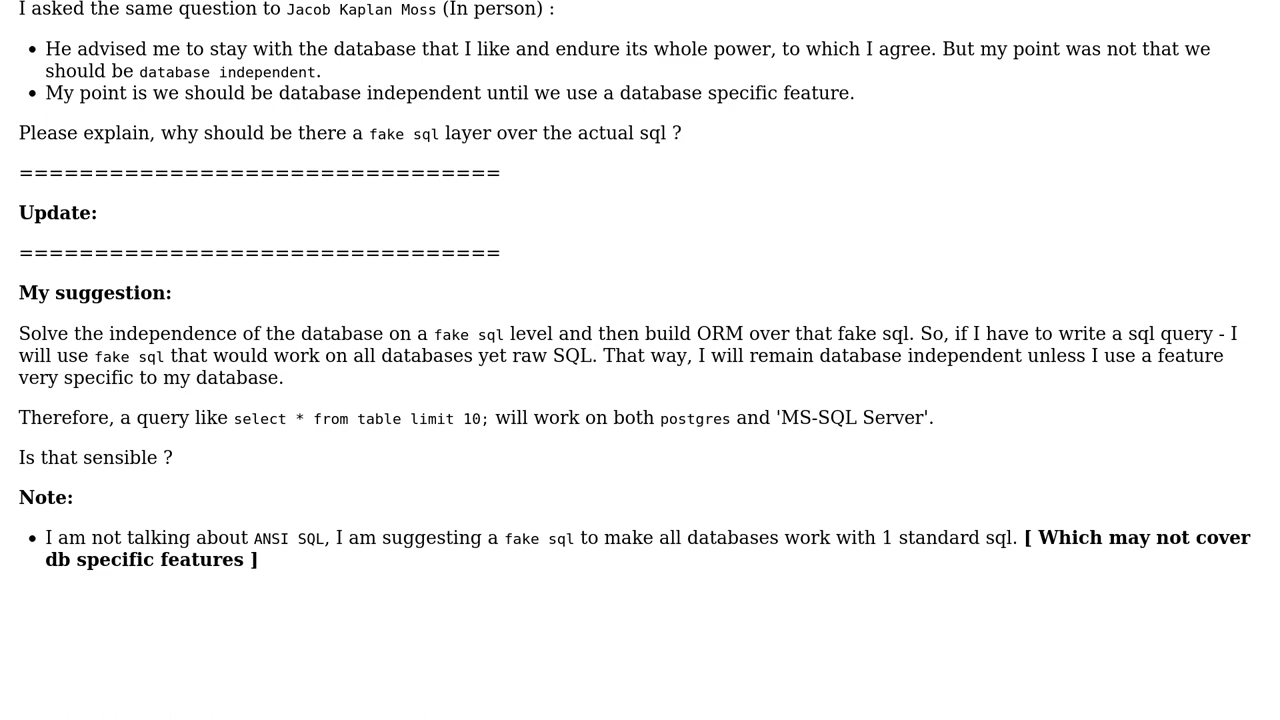 I asked the same question to Jacob Kaplan Moss (In person) :
He advised me to stay with the database that I like and endure its whole power, to which I agree. But my point was not that we
should be database independent.
My point is we should be database independent until we use a database specific feature.
Please explain, why should be there a fake sql layer over the actual sql ?
================================
Update:
================================
My suggestion:
Solve the independence of the database on a fake sql level and then build ORM over that fake sql. So, if I have to write a sql query - I
will use fake sql that would work on all databases yet raw SQL. That way, I will remain database independent unless I use a feature
very specific to my database.
Therefore, a query like select * from table limit 10; will work on both postgres and 'MS-SQL Server'.
Is that sensible ?
Note:
I am not talking about ANSI SQL, I am suggesting a fake sql to make all databases work with 1 standard sql. [ Which may not cover
db specific features ]